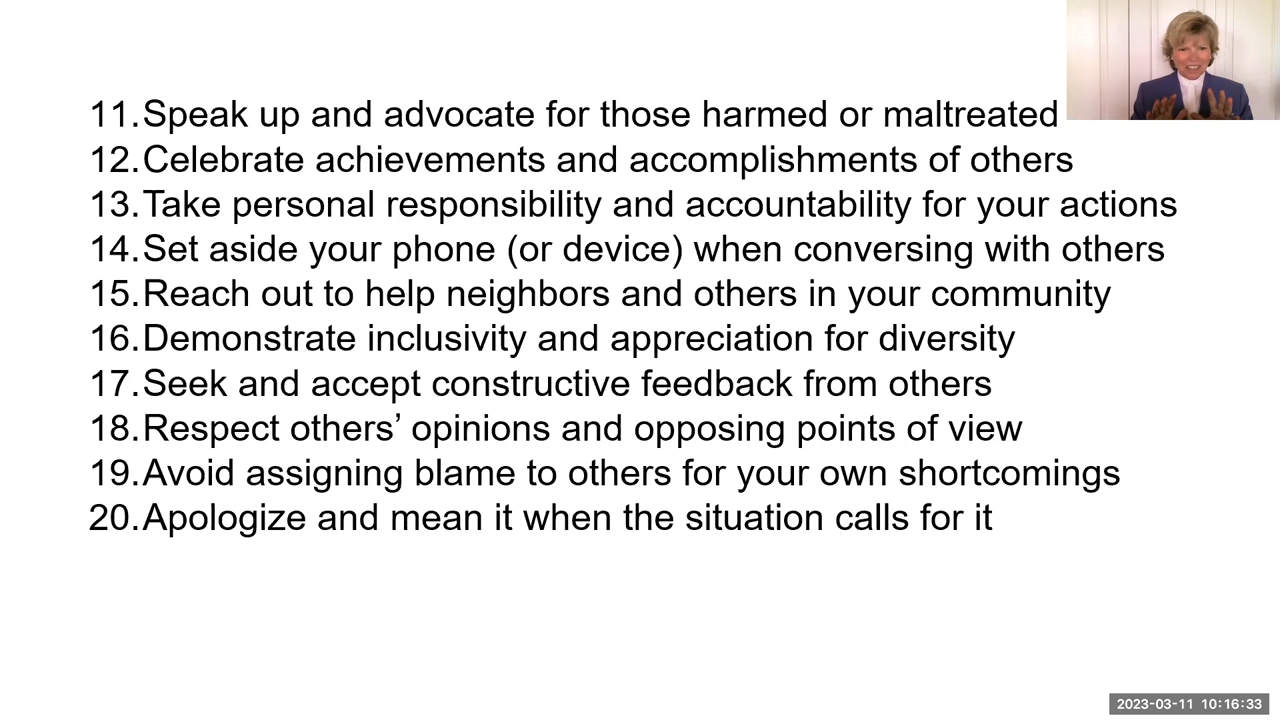 11. Speak up and advocate for those harmed or maltreated
12. Celebrate achievements and accomplishments of others
13. Take personal responsibility and accountability for your actions
14. Set aside your phone (or device) when conversing with others
15. Reach out to help neighbors and others in your community
16. Demonstrate inclusivity and appreciation for diversity
17. Seek and accept constructive feedback from others
18. Respect others’ opinions and opposing points of view
19. Avoid assigning blame to others for your own shortcomings
20. Apologize and mean it when the situation calls for it
2023-03-11 10:16:33